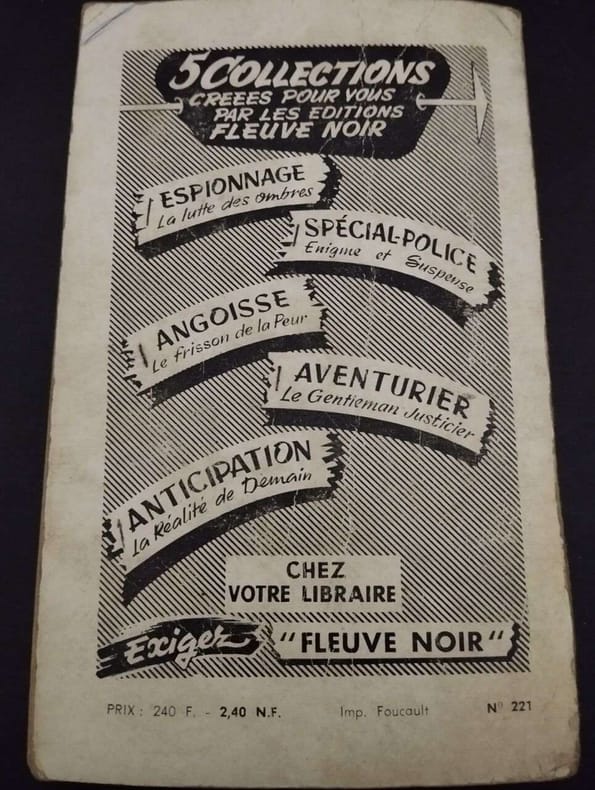 5 COLLECTIONS
CREEES POUR VOUS
PAR LES EDITIONS
FLEUVE NOIR
ESPIONNAGE
La lutte des Ombres
SPÉCIAL-POLICE
Enigme et Suspense
ANGOISSE
Le frisson de la Peur
AVENTURIER
Le Gentleman Justicier
ANTICIPATION
La Réalité de Demain
CHEZ
VOTRE LIBRAIRE
Exigez "FLEUVE NOIR"
PRIX : 240 F. - 2,40 N.F. Imp. Foucault N° 221